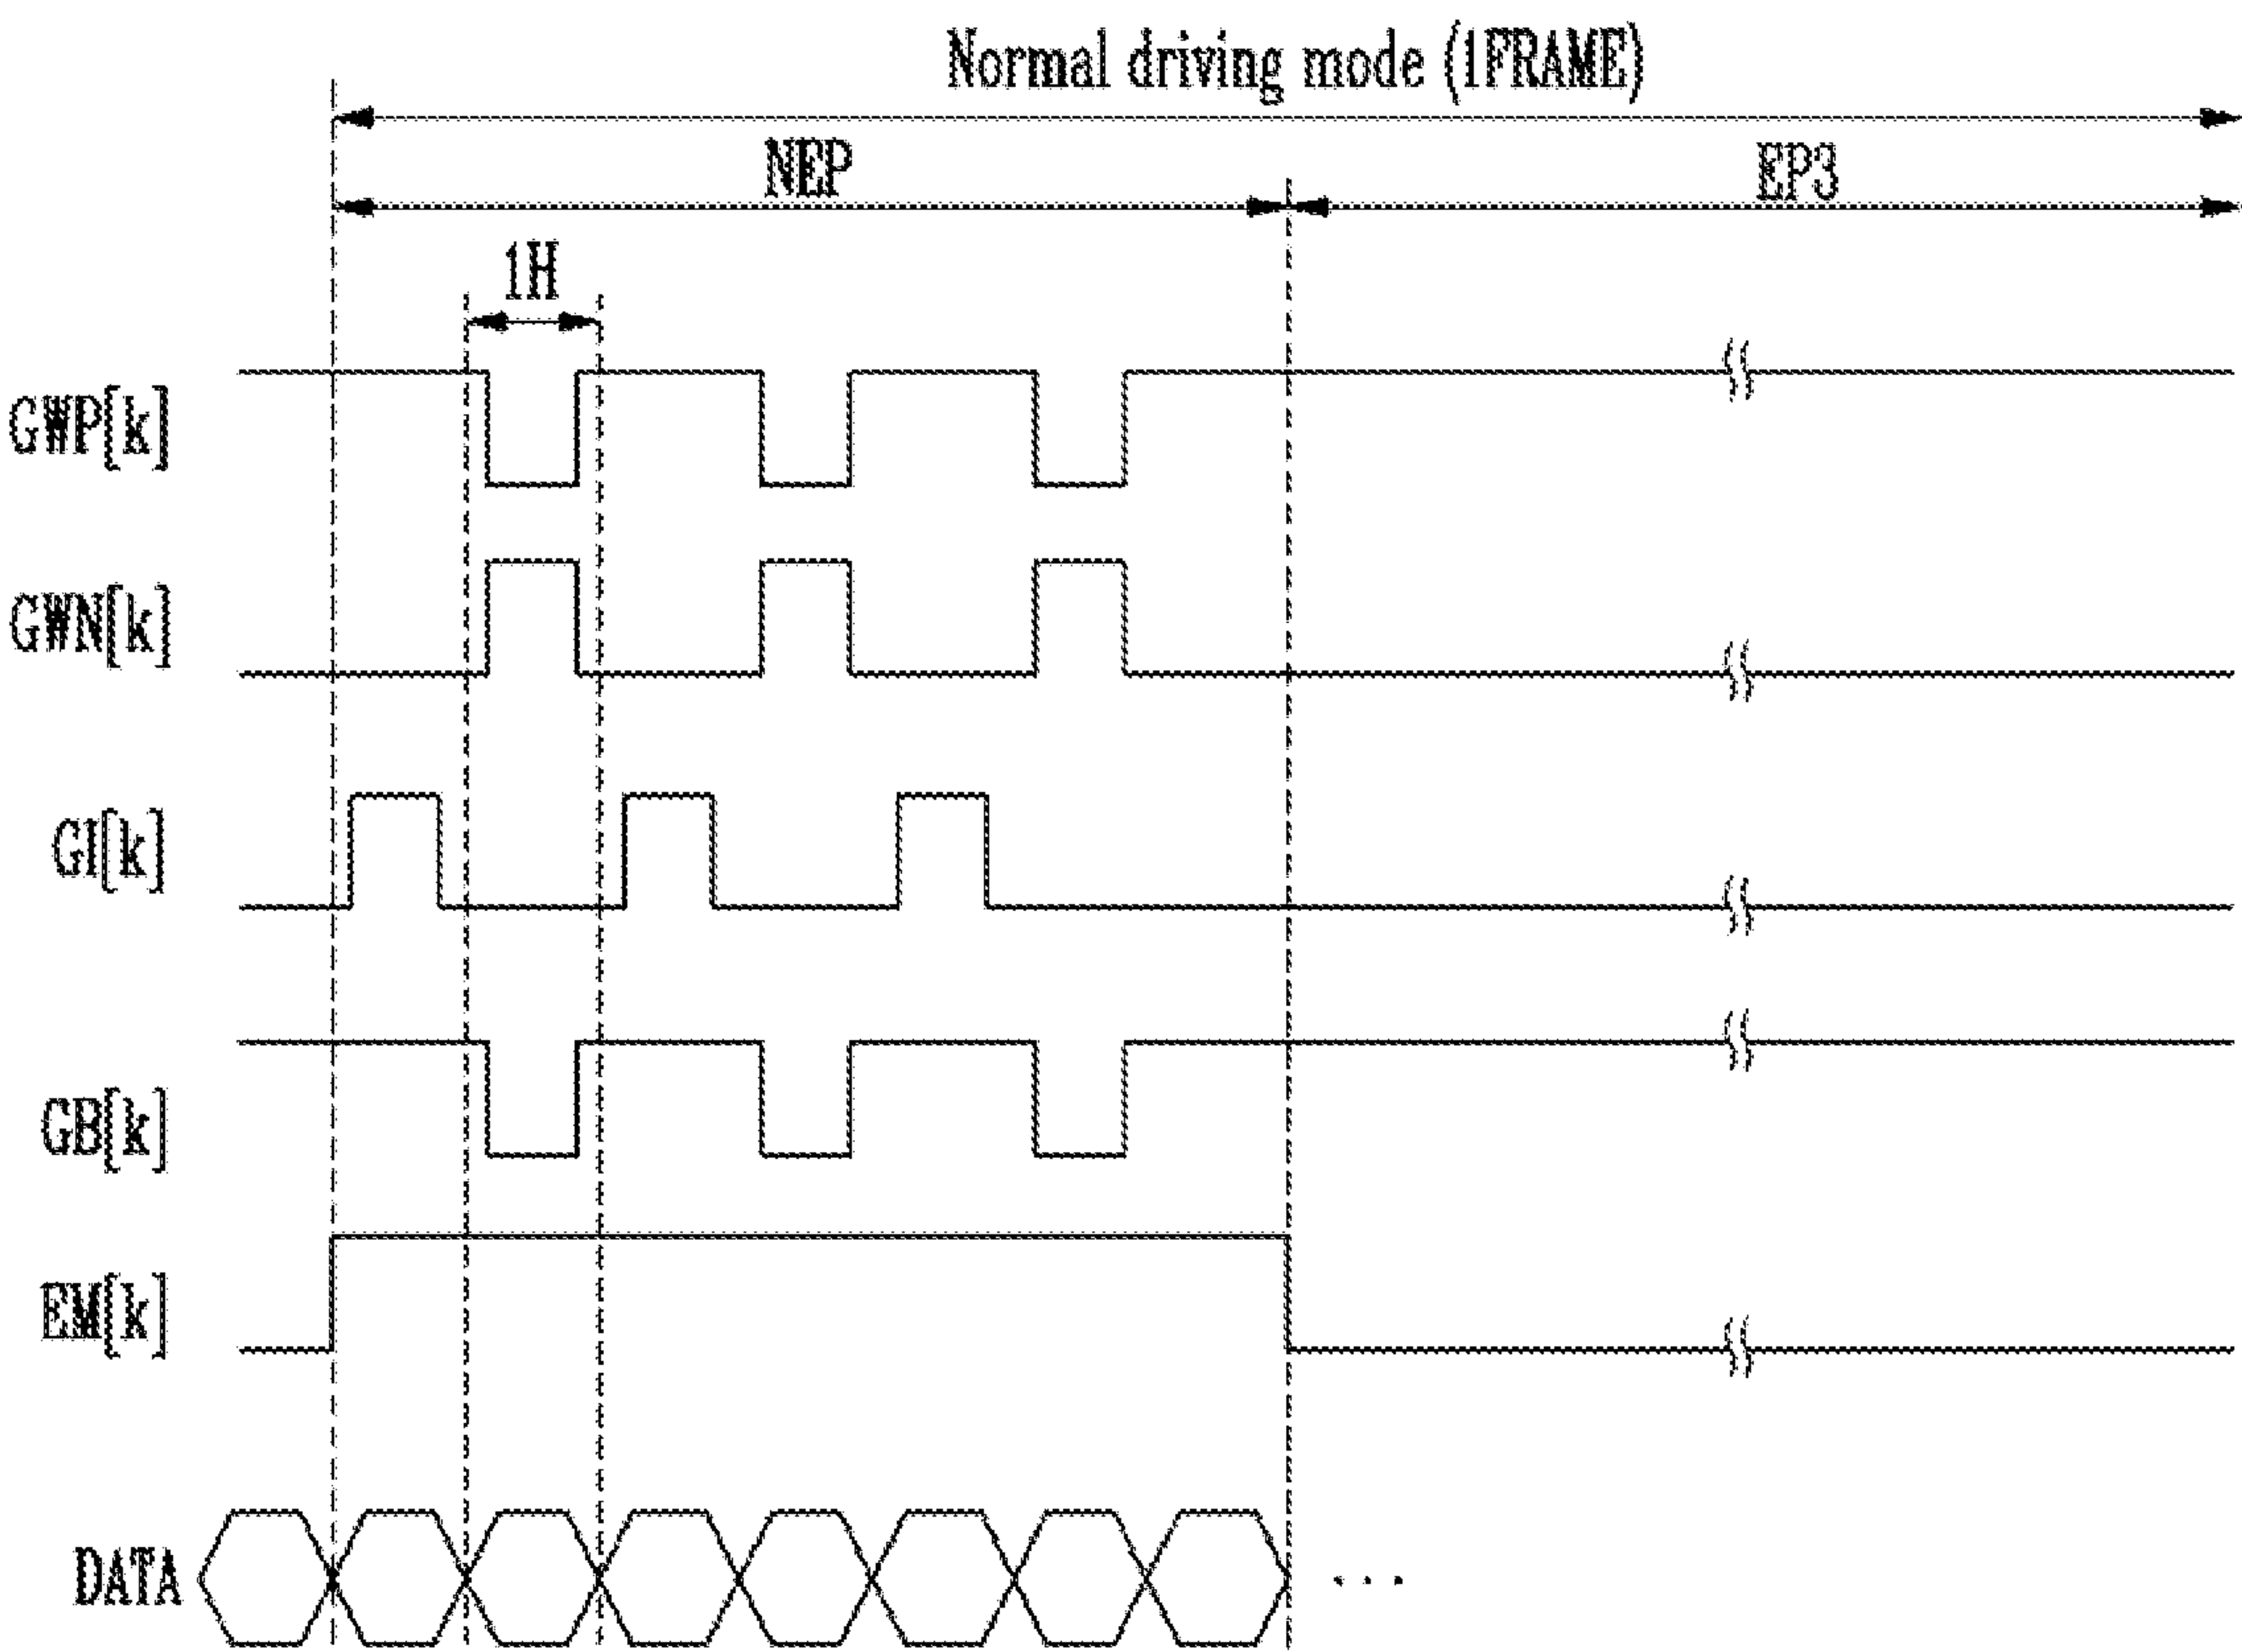 Normal driving mode (1FRAME)
NEP
EP3
1H
GWP[k]
GWN[k]
GI[k]
GB[k]
EM[k]
DATA
...